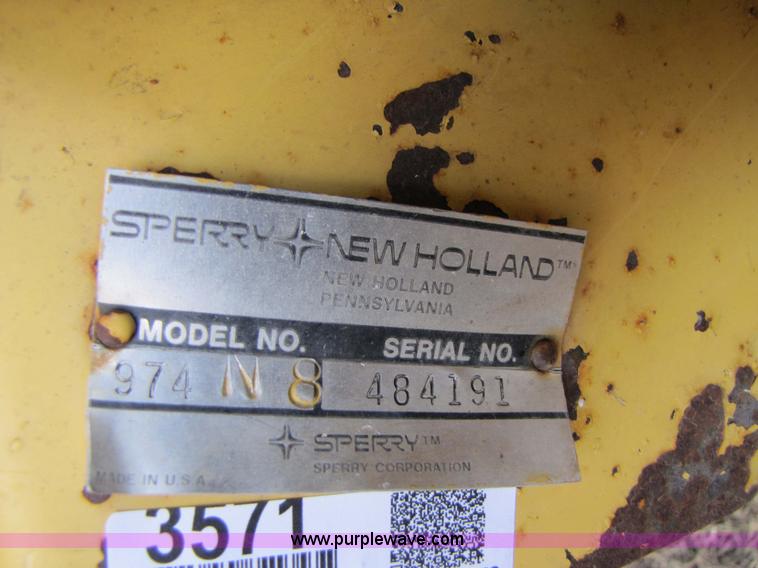 SPERRY NEW HOLLAND™
NEW HOLLAND
PENNSYLVANIA
MODEL NO. SERIAL NO.
974 N 8 484191
SPERRY™
SPERRY CORPORATION
MADE IN U.S.A.
3571
www.purplewave.com